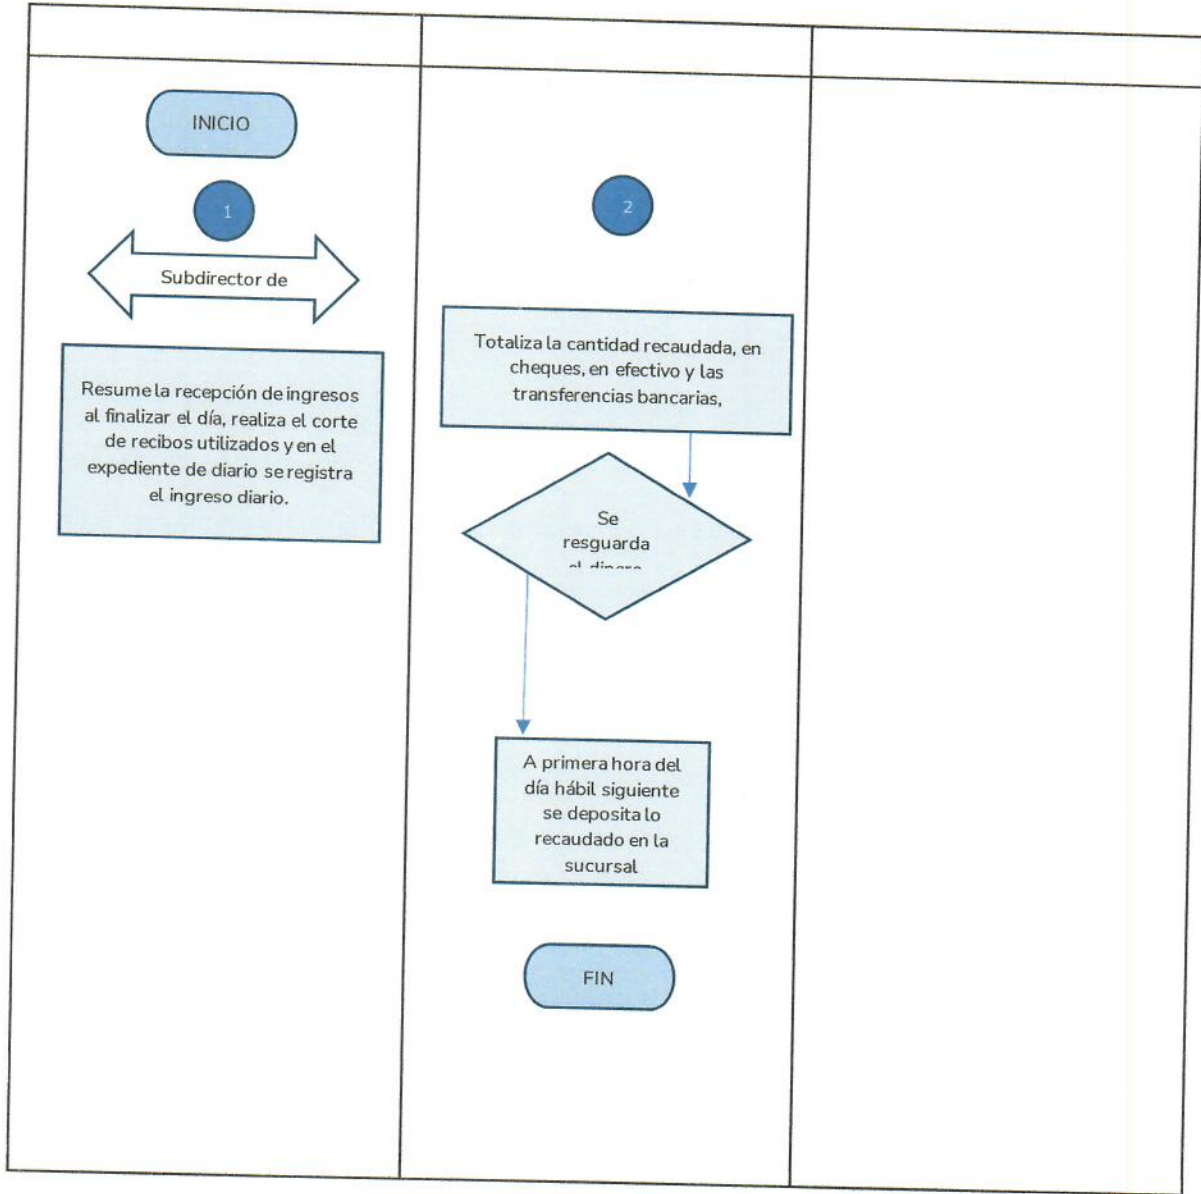 INICIO
1
Subdirector de
Resume la recepción de ingresos
al finalizar el día, realiza el corte
de recibos utilizados y en el
expediente de diario se registra
el ingreso diario.
2
Totaliza la cantidad recaudada, en
cheques, en efectivo y las
transferencias bancarias,
Se
resguarda
A primera hora del
día hábil siguiente
se deposita lo
recaudado en la
sucursal
FIN